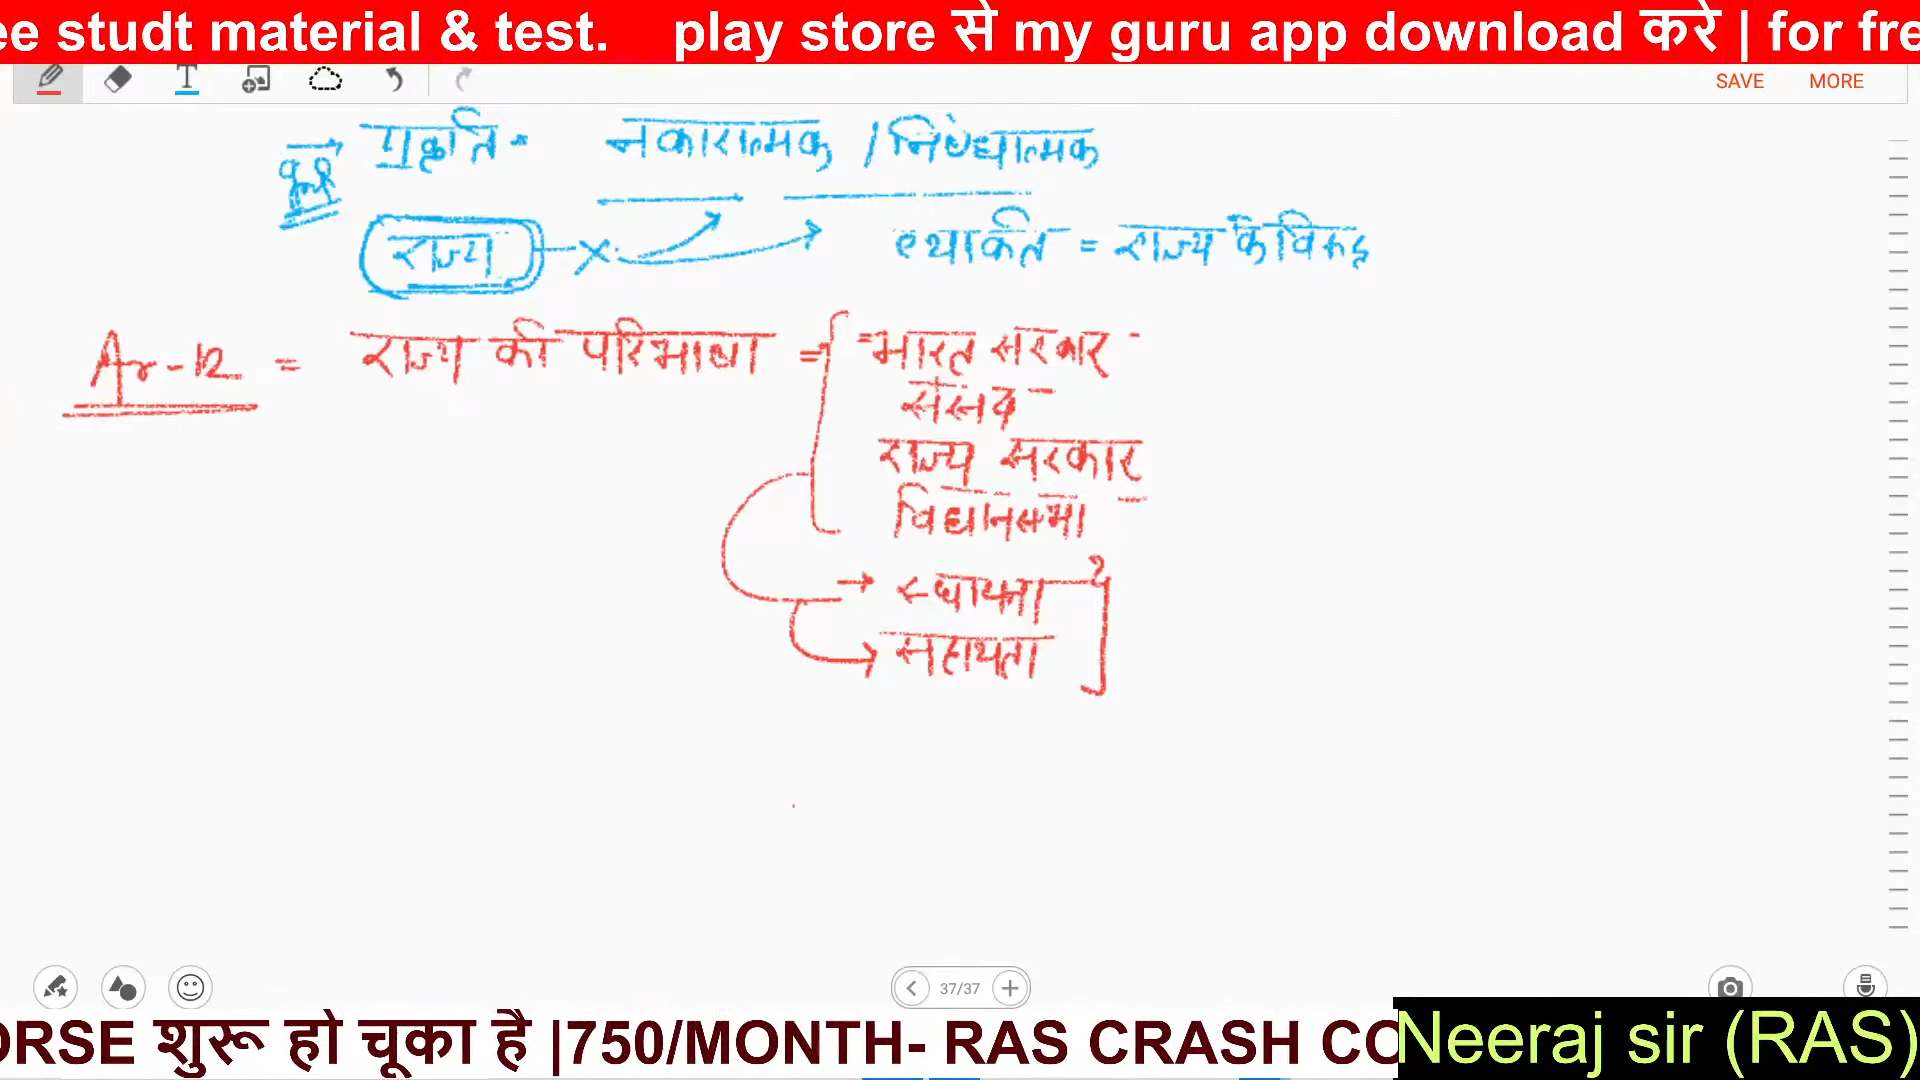 ee studt material & test. play store से my guru app download करे | for fre
SAVE MORE
प्रकृति - नकारात्मक / निषेधात्मक
राज्य × = राज्य के विरुद्ध
Ar-12 = राज्य की परिभाषा = भारत सरकार
संसद
राज्य सरकार
विधानसभा
→ स्थापना
→ सहायता
37/37
ORSE शुरू हो चूका है |750/MONTH- RAS CRASH CO
Neeraj sir (RAS)